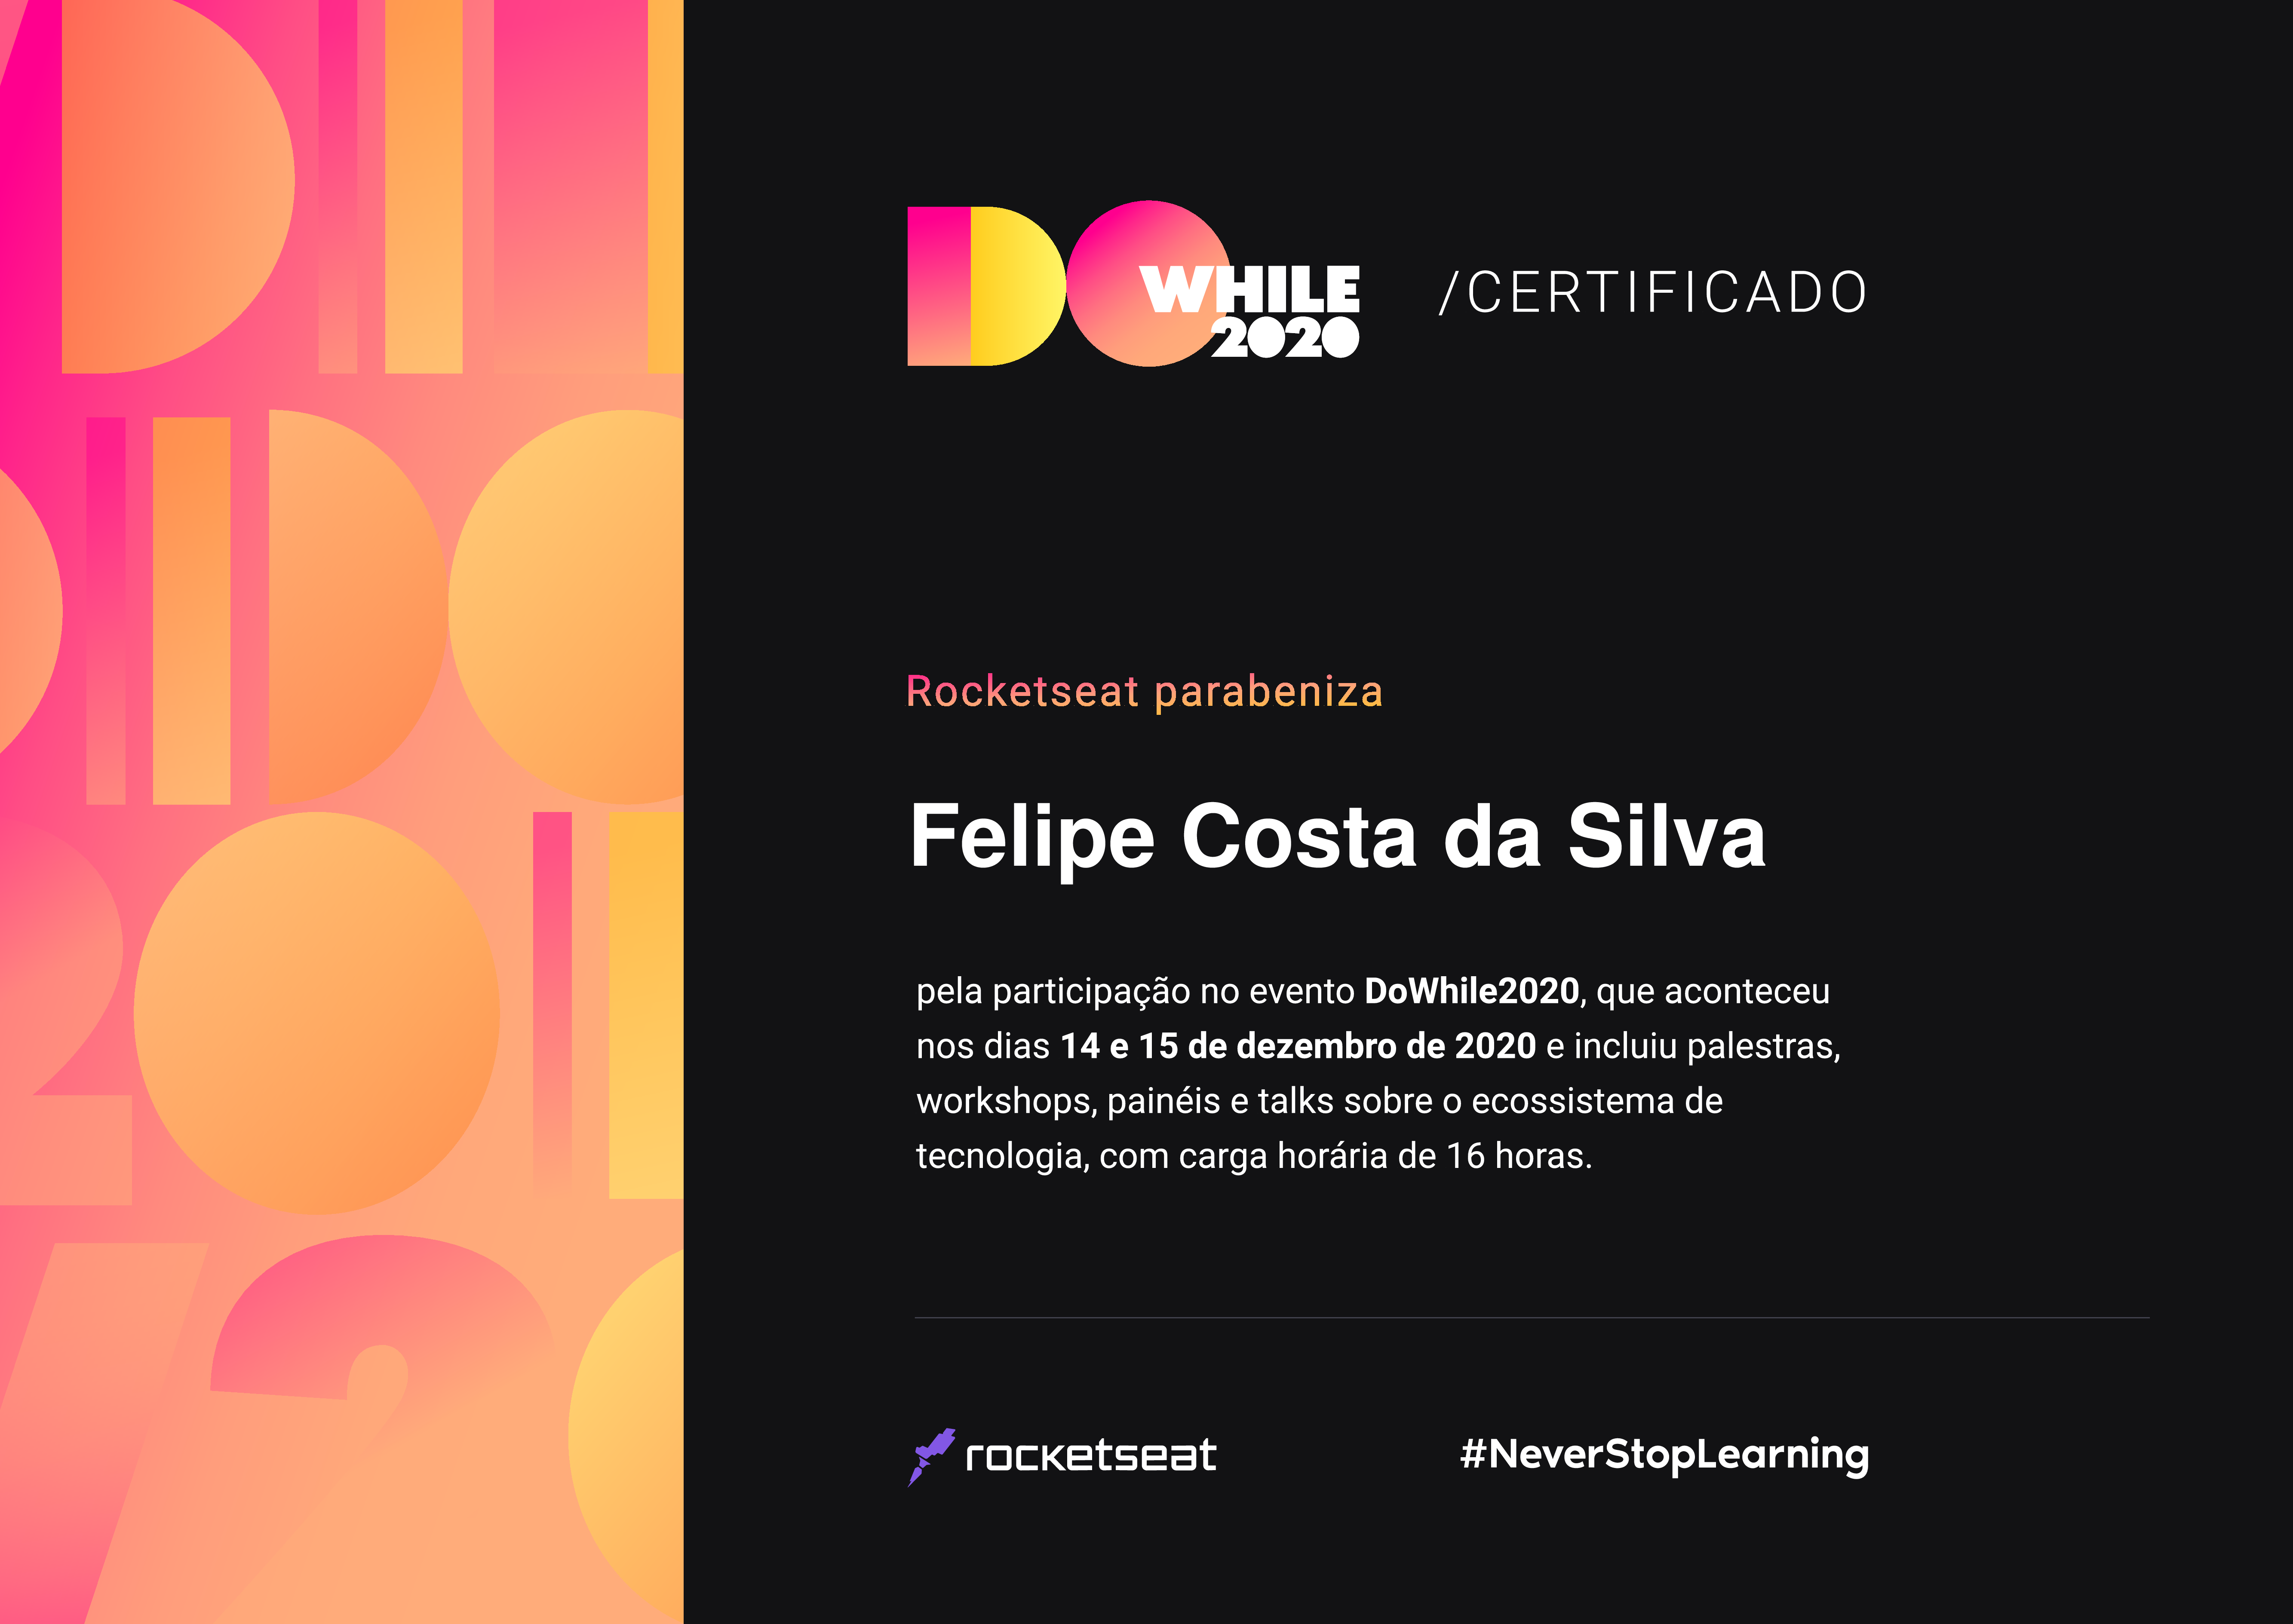 DO WHILE
2020
/CERTIFICADO
Rocketseat parabeniza
Felipe Costa da Silva
pela participação no evento DoWhile2020, que aconteceu
nos dias 14 e 15 de dezembro de 2020 e incluiu palestras,
workshops, painéis e talks sobre o ecossistema de
tecnologia, com carga horária de 16 horas.
rocketseat
#NeverStopLearning